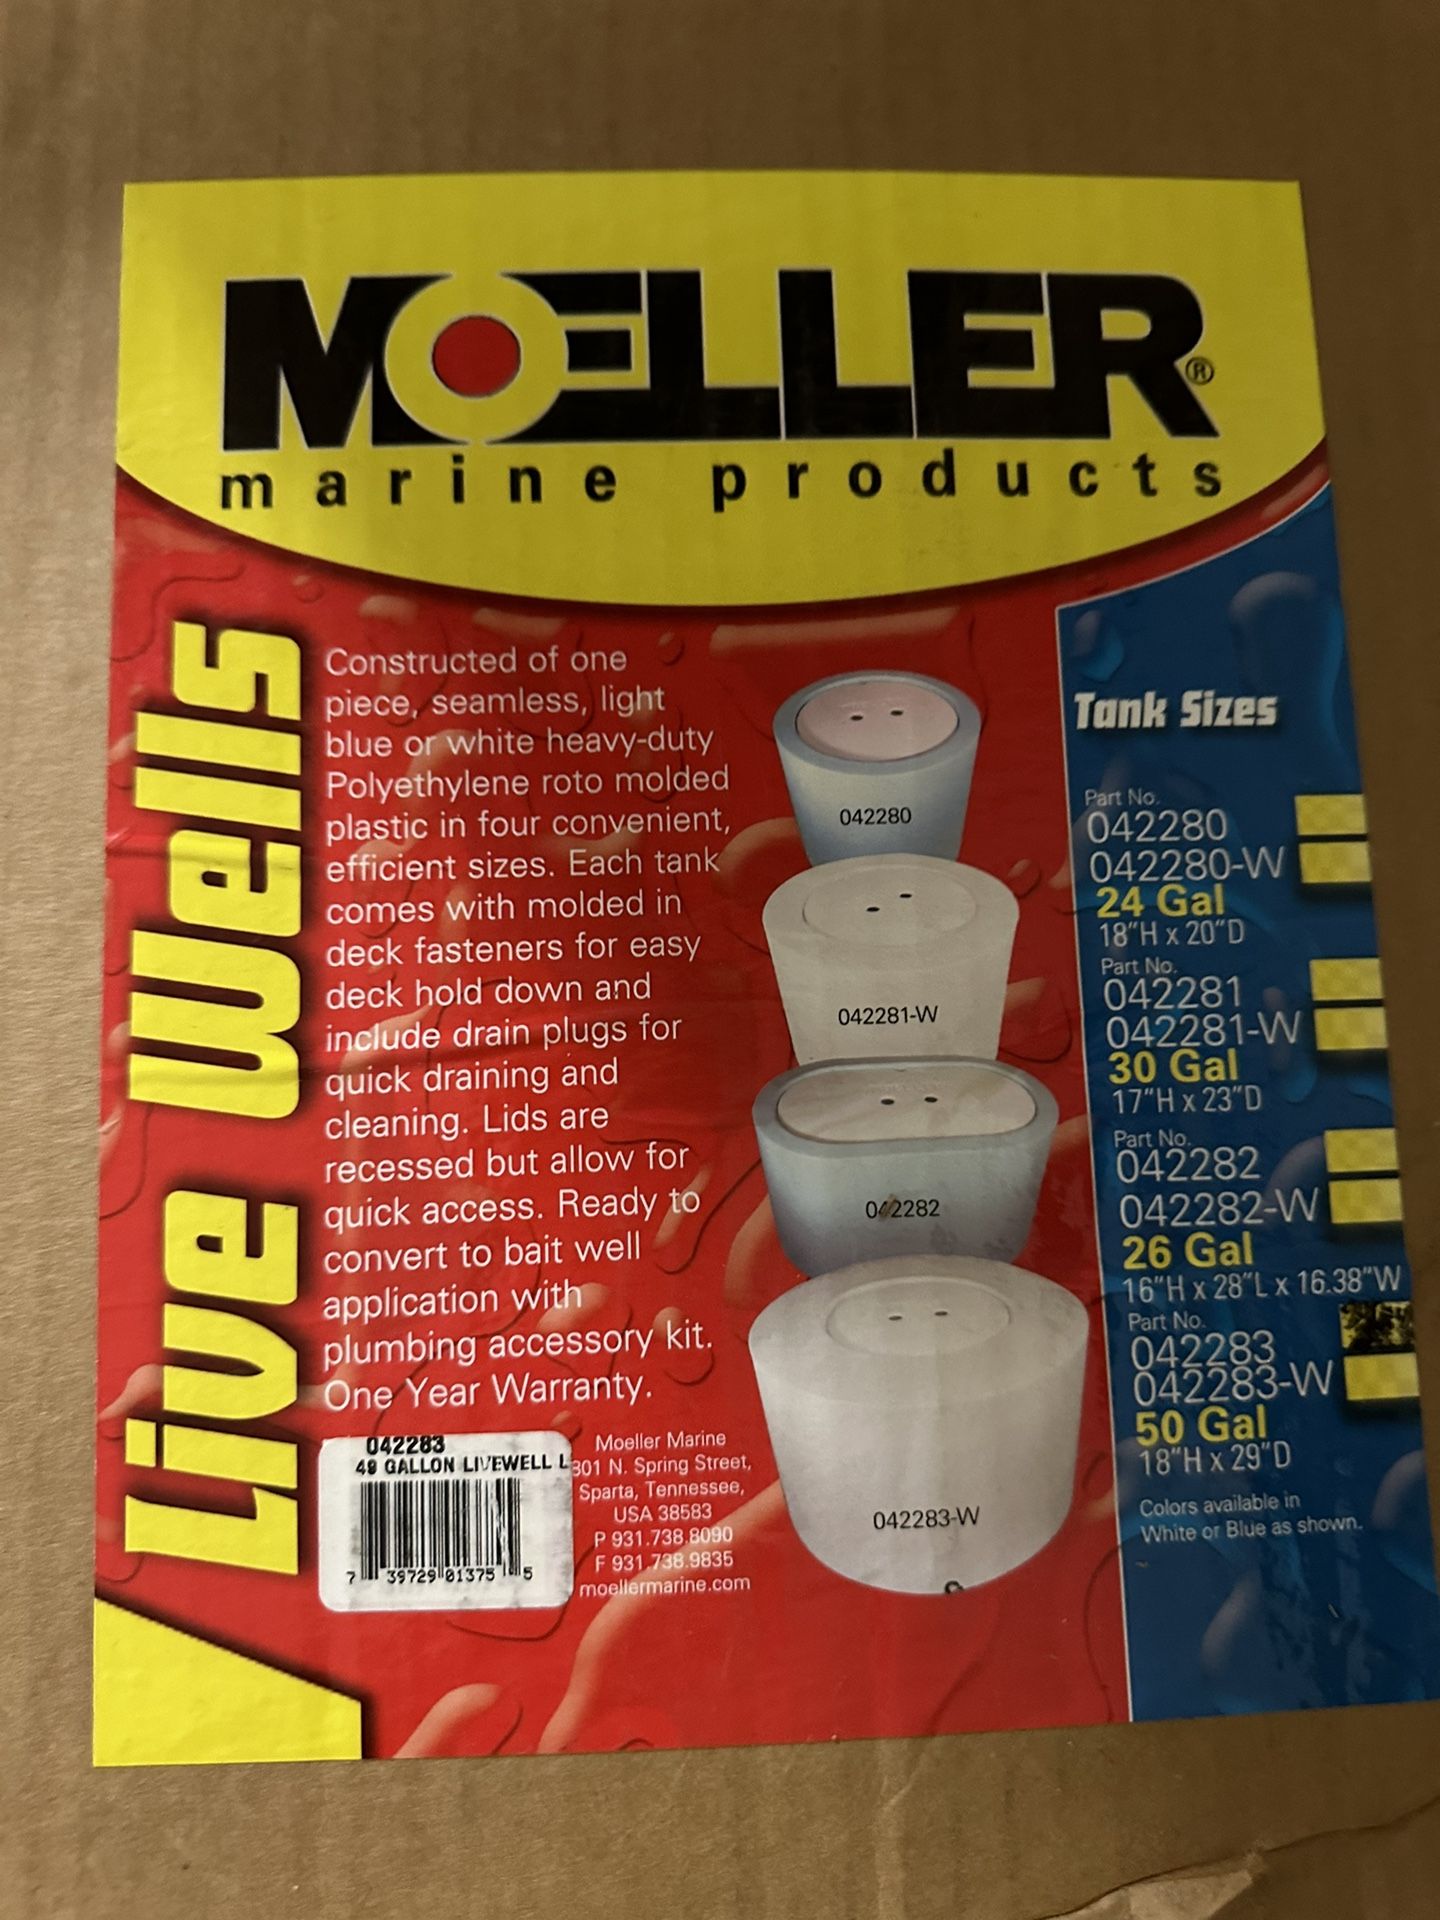 MOELLER®
marine products
Live Wells
Constructed of one
piece, seamless, light
blue or white heavy-duty
Polyethylene roto molded
plastic in four convenient,
efficient sizes. Each tank
comes with molded in
deck fasteners for easy
deck hold down and
include drain plugs for
quick draining and
cleaning. Lids are
recessed but allow for
quick access. Ready to
convert to bait well
application with
plumbing accessory kit.
One Year Warranty.
042280
042281-W
042282
042283-W
Tank Sizes
Part No.
042280
042280-W
24 Gal
18"H x 20"D
Part No.
042281
042281-W
30 Gal
17"H x 23"D
Part No.
042282
042282-W
26 Gal
16"H x 28"L x 16.38"W
Part No.
042283
042283-W
50 Gal
18"H x 29"D
Colors available in
White or Blue as shown.
042283
49 GALLON LIVEWELL L
7 39729 01375 5
Moeller Marine
301 N. Spring Street,
Sparta, Tennessee,
USA 38583
P 931.738.8090
F 931.738.9835
moellermarine.com